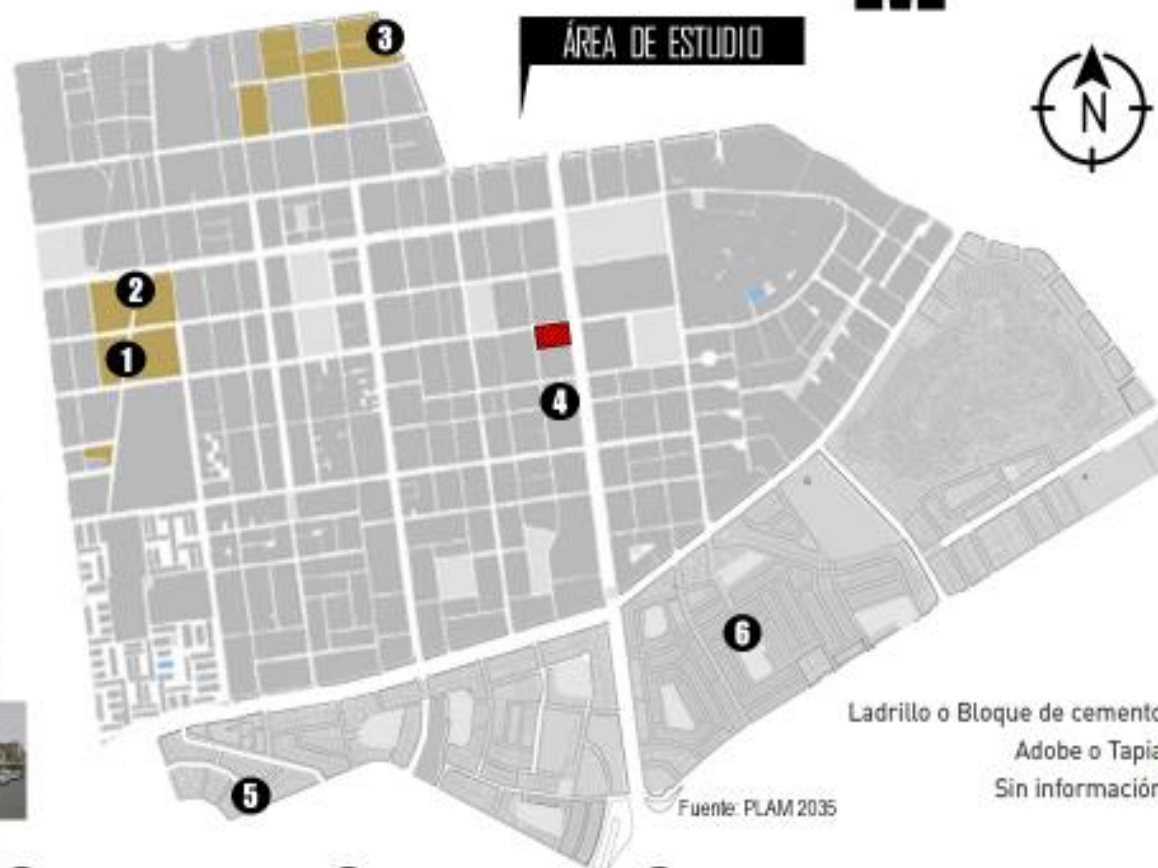 ÁREA DE ESTUDIO
N
3
2
1
4
6
5
Ladrillo o Bloque de cemento
Adobe o Tapia
Sin información
Fuente: PLAM 2035